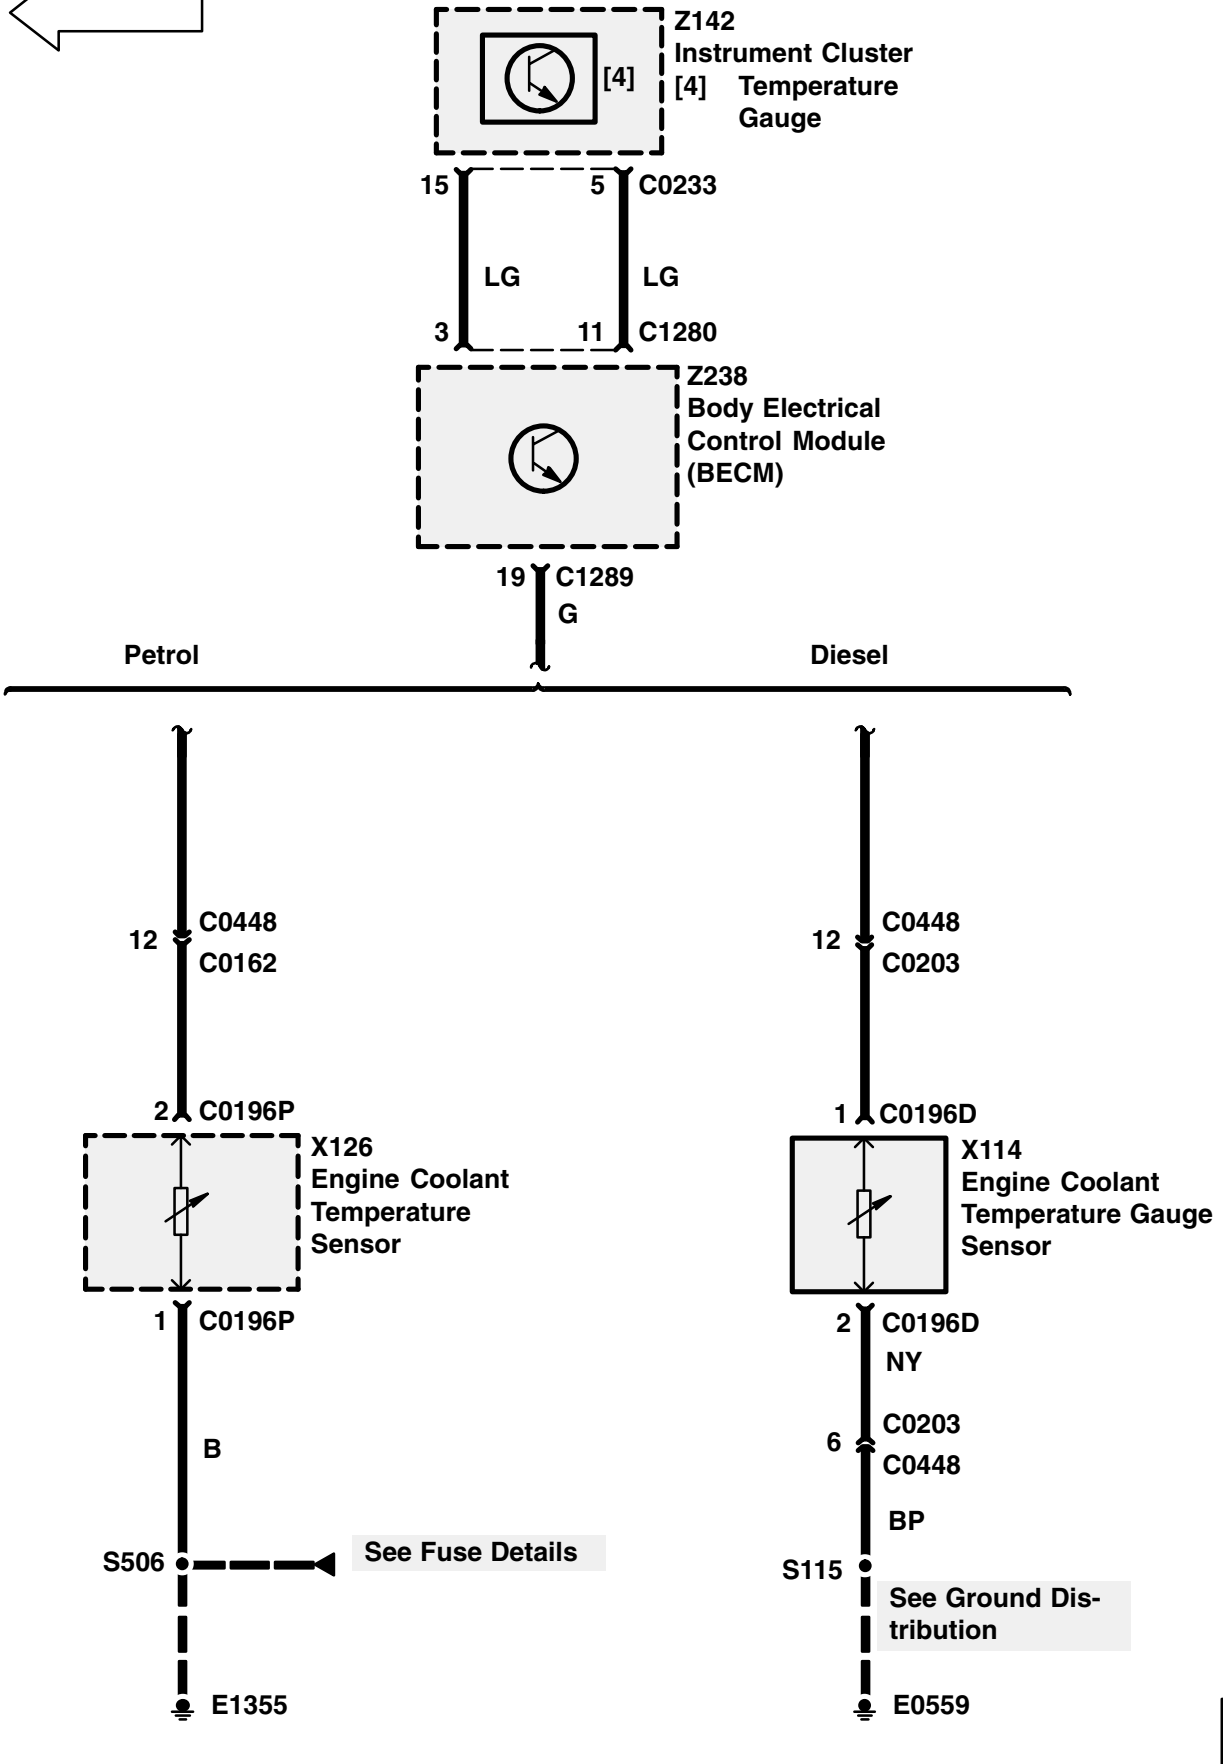 Z142
Instrument Cluster
[4] [4] Temperature
Gauge
15 5 C0233
LG LG
3 11 C1280
Z238
Body Electrical
Control Module
(BECM)
19 C1289
G
Petrol Diesel
C0448 C0448
12 12
C0162 C0203
2 C0196P 1 C0196D
X126 X114
Engine Coolant Engine Coolant
Temperature Temperature Gauge
Sensor Sensor
1 C0196P 2 C0196D
NY
C0203
6
B C0448
BP
S506 See Fuse Details S115
See Ground Dis-
tribution
E1355 E0559